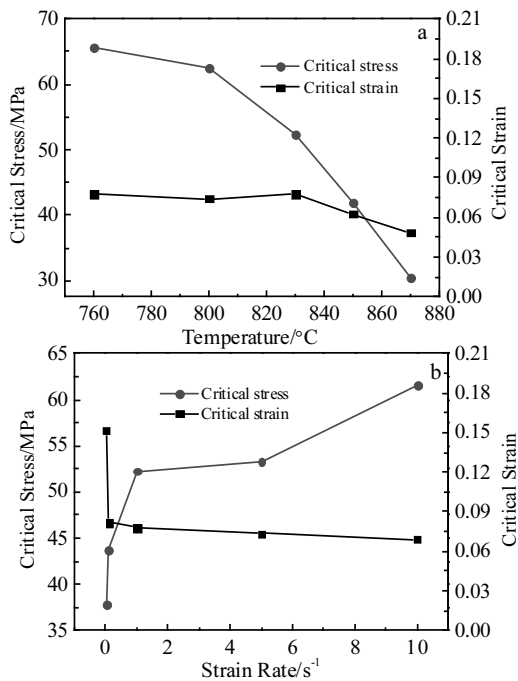 70
60
50
40
30
Critical Stress/MPa
a
Critical stress
Critical strain
0.21
0.18
0.15
0.12
0.09
0.06
0.03
0.00
Critical Strain
760 780 800 820 840 860 880
Temperature/°C
65
60
55
50
45
40
35
Critical Stress/MPa
b
Critical stress
Critical strain
0.21
0.18
0.15
0.12
0.09
0.06
0.03
0.00
Critical Strain
0 2 4 6 8 10
Strain Rate/s⁻¹